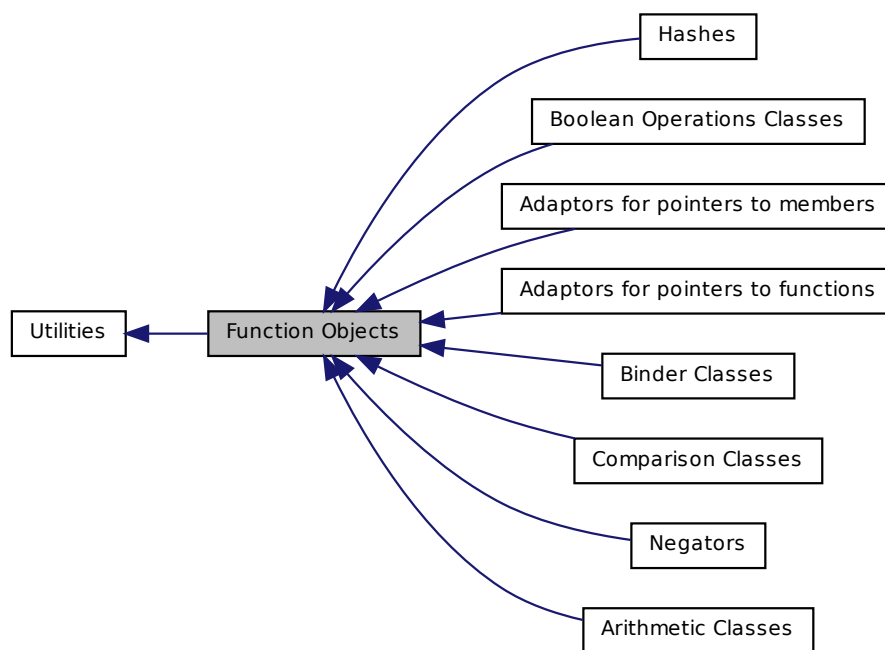 Hashes
Boolean Operations Classes
Adaptors for pointers to members
Adaptors for pointers to functions
Utilities
Function Objects
Binder Classes
Comparison Classes
Negators
Arithmetic Classes